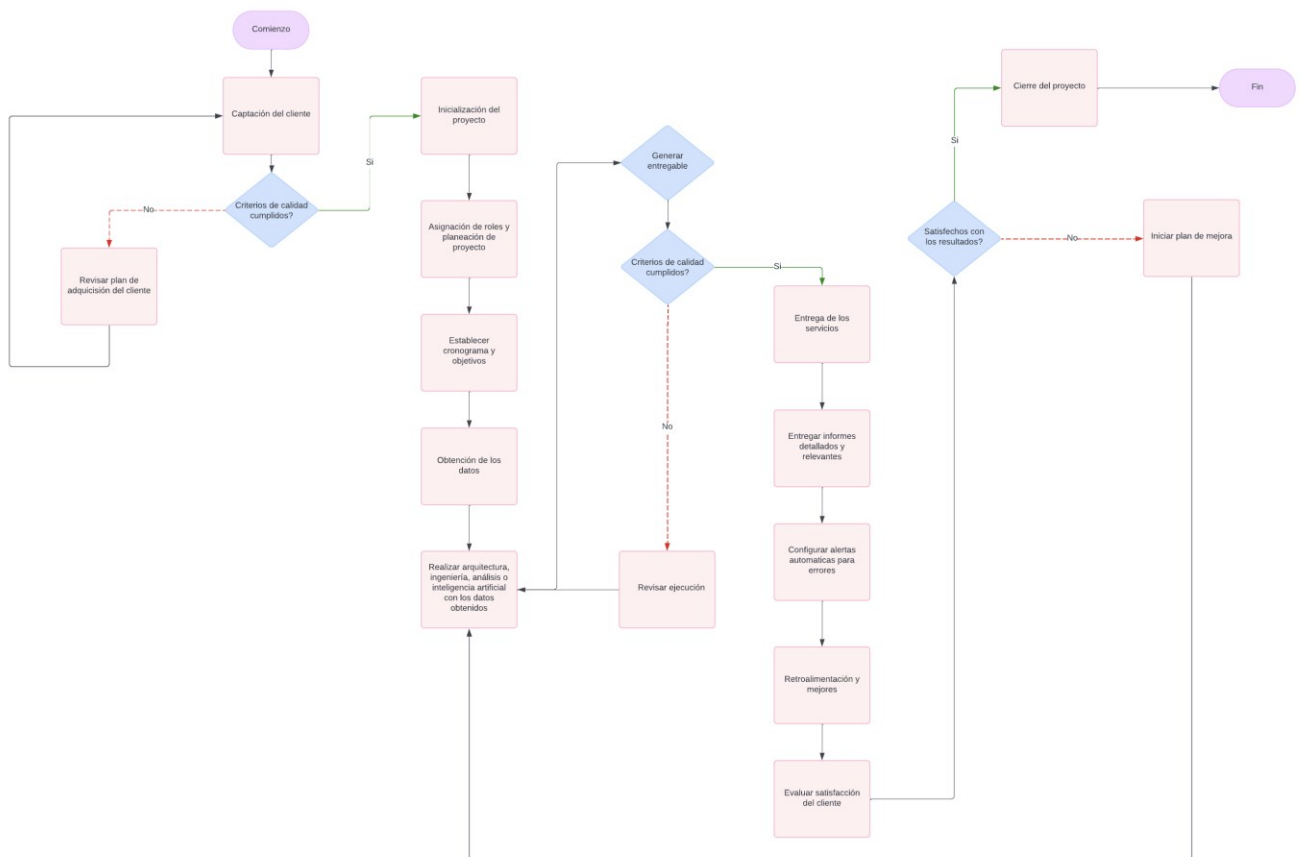 Comienzo
Captación del cliente
Criterios de calidad
cumplidos?
No
Si
Revisar plan de
adquicisión del cliente
Inicialización del
proyecto
Asignación de roles y
planeación de
proyecto
Establecer
cronograma y
objetivos
Obtención de los
datos
Realizar arquitectura,
ingeniería, análisis o
inteligencia artificial
con los datos
obtenidos
Generar
entregable
Criterios de calidad
cumplidos?
Si
No
Revisar ejecución
Entrega de los
servicios
Entregar informes
detallados y
relevantes
Configurar alertas
automaticas para
errores
Retroalimentación y
mejores
Evaluar satisfacción
del cliente
Satisfechos con
los resultados?
Si
No
Cierre del proyecto
Fin
Iniciar plan de mejora